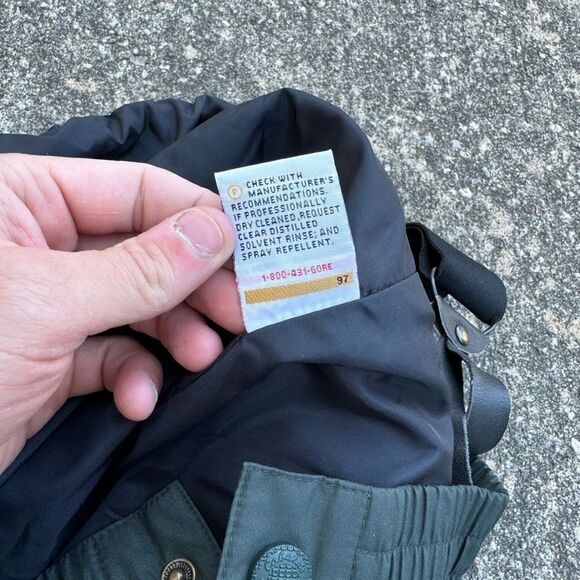 P CHECK WITH
MANUFACTURER'S
RECOMMENDATIONS.
IF PROFESSIONALLY
DRY CLEANED, REQUEST
CLEAR DISTILLED
SOLVENT RINSE; AND
SPRAY REPELLENT.
1-800-431-GORE
97